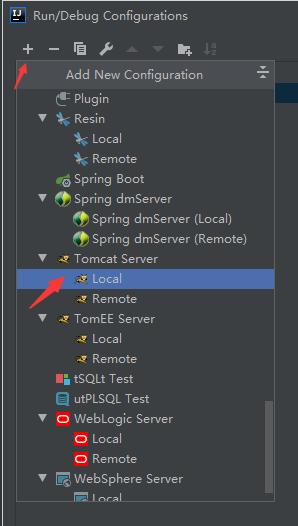 IJ
Run/Debug Configurations
Add New Configuration
Plugin
Resin
Local
Remote
Spring Boot
Spring dmServer
Spring dmServer (Local)
Spring dmServer (Remote)
Tomcat Server
Local
Remote
TomEE Server
Local
Remote
tSQLt Test
utPLSQL Test
WebLogic Server
Local
Remote
WebSphere Server
Local